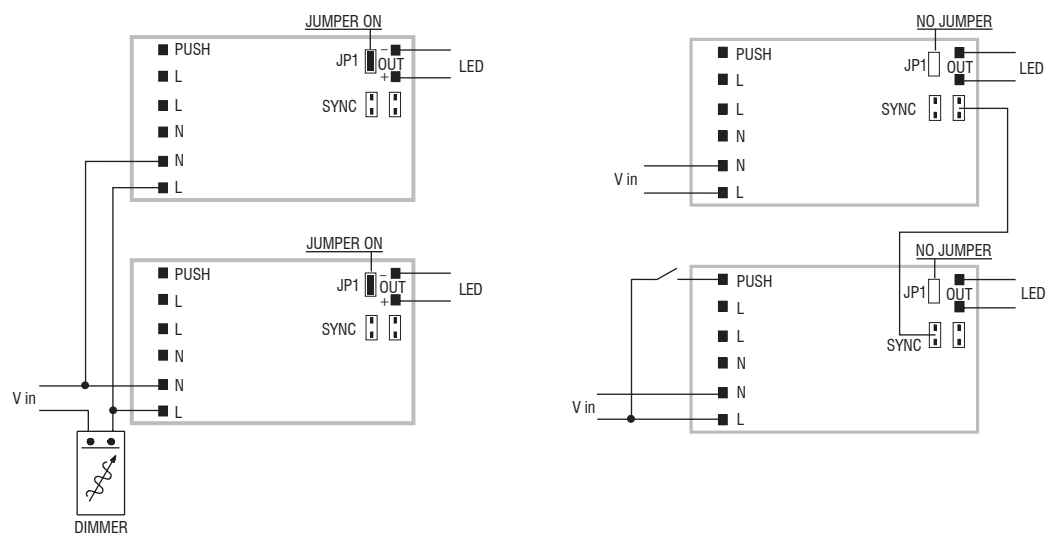 JUMPER ON
PUSH
JP1
–
OUT
+
LED
L
L
SYNC
N
N
L
JUMPER ON
PUSH
JP1
–
OUT
+
LED
L
L
SYNC
N
N
L
V in
DIMMER
NO JUMPER
PUSH
JP1
OUT
LED
L
L
SYNC
N
N
V in
L
NO JUMPER
PUSH
JP1
OUT
LED
L
L
SYNC
N
N
V in
L